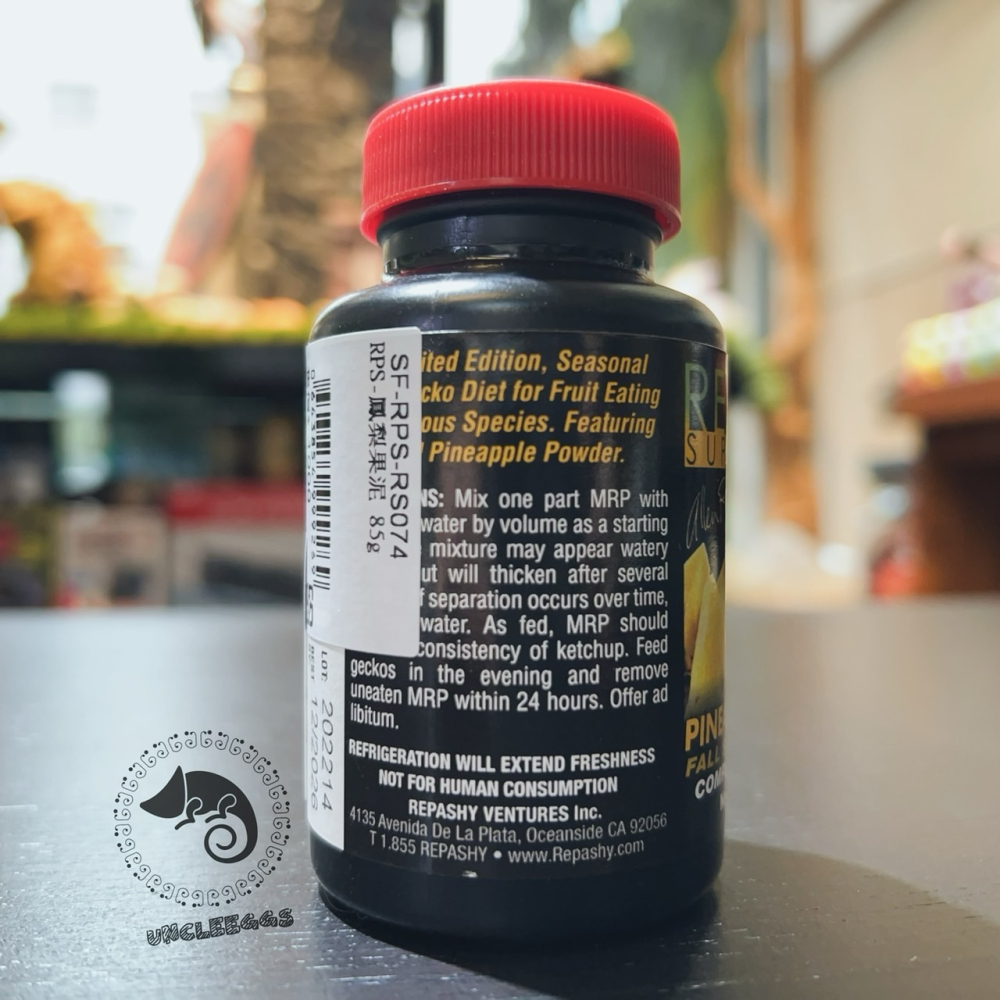 SF-RPS-RS074
RPS-鳳梨果泥 85g
LOT: 202214
BEST 12/2026
ited Edition, Seasonal
cko Diet for Fruit Eating
ous Species. Featuring
Pineapple Powder.
NS: Mix one part MRP with
water by volume as a starting
mixture may appear watery
ut will thicken after several
f separation occurs over time,
water. As fed, MRP should
consistency of ketchup. Feed
geckos in the evening and remove
uneaten MRP within 24 hours. Offer ad
libitum.
REFRIGERATION WILL EXTEND FRESHNESS
NOT FOR HUMAN CONSUMPTION
REPASHY VENTURES Inc.
4135 Avenida De La Plata, Oceanside CA 92056
T 1.855 REPASHY • www.Repashy.com
RE
SUP
Allen R
PINE
FALL
COM
UNCLEEGGS